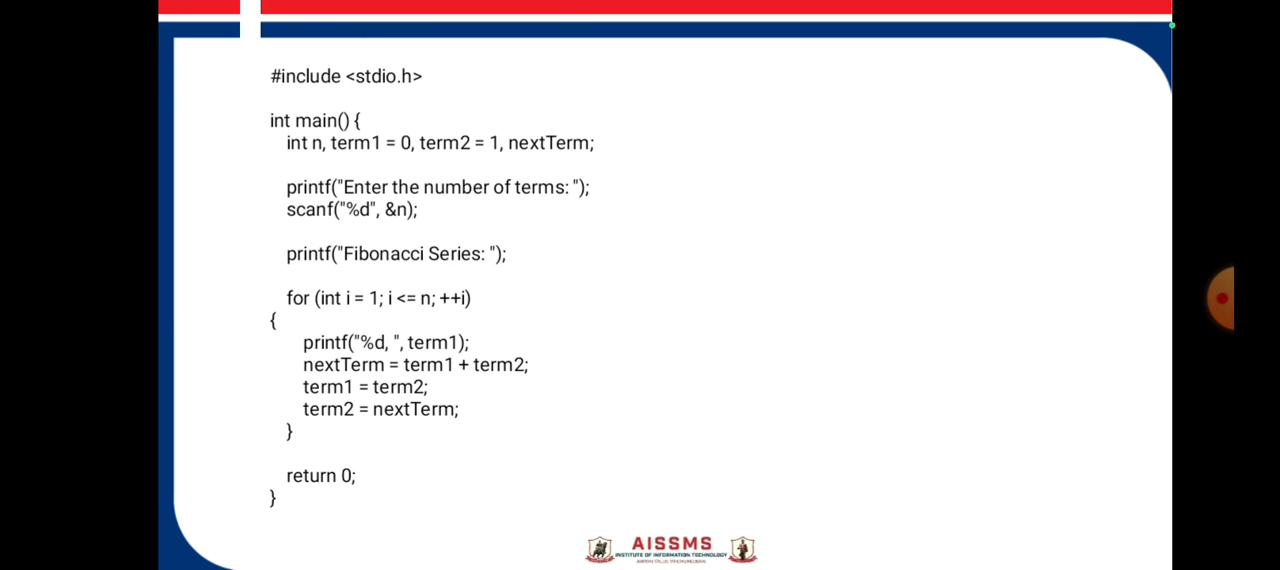 #include <stdio.h>
int main() {
int n, term1 = 0, term2 = 1, nextTerm;
printf("Enter the number of terms: ");
scanf("%d", &n);
printf("Fibonacci Series: ");
for (int i = 1; i <= n; ++i)
{
printf("%d, ", term1);
nextTerm = term1 + term2;
term1 = term2;
term2 = nextTerm;
}
return 0;
}
AISSMS
INSTITUTE OF INFORMATION TECHNOLOGY